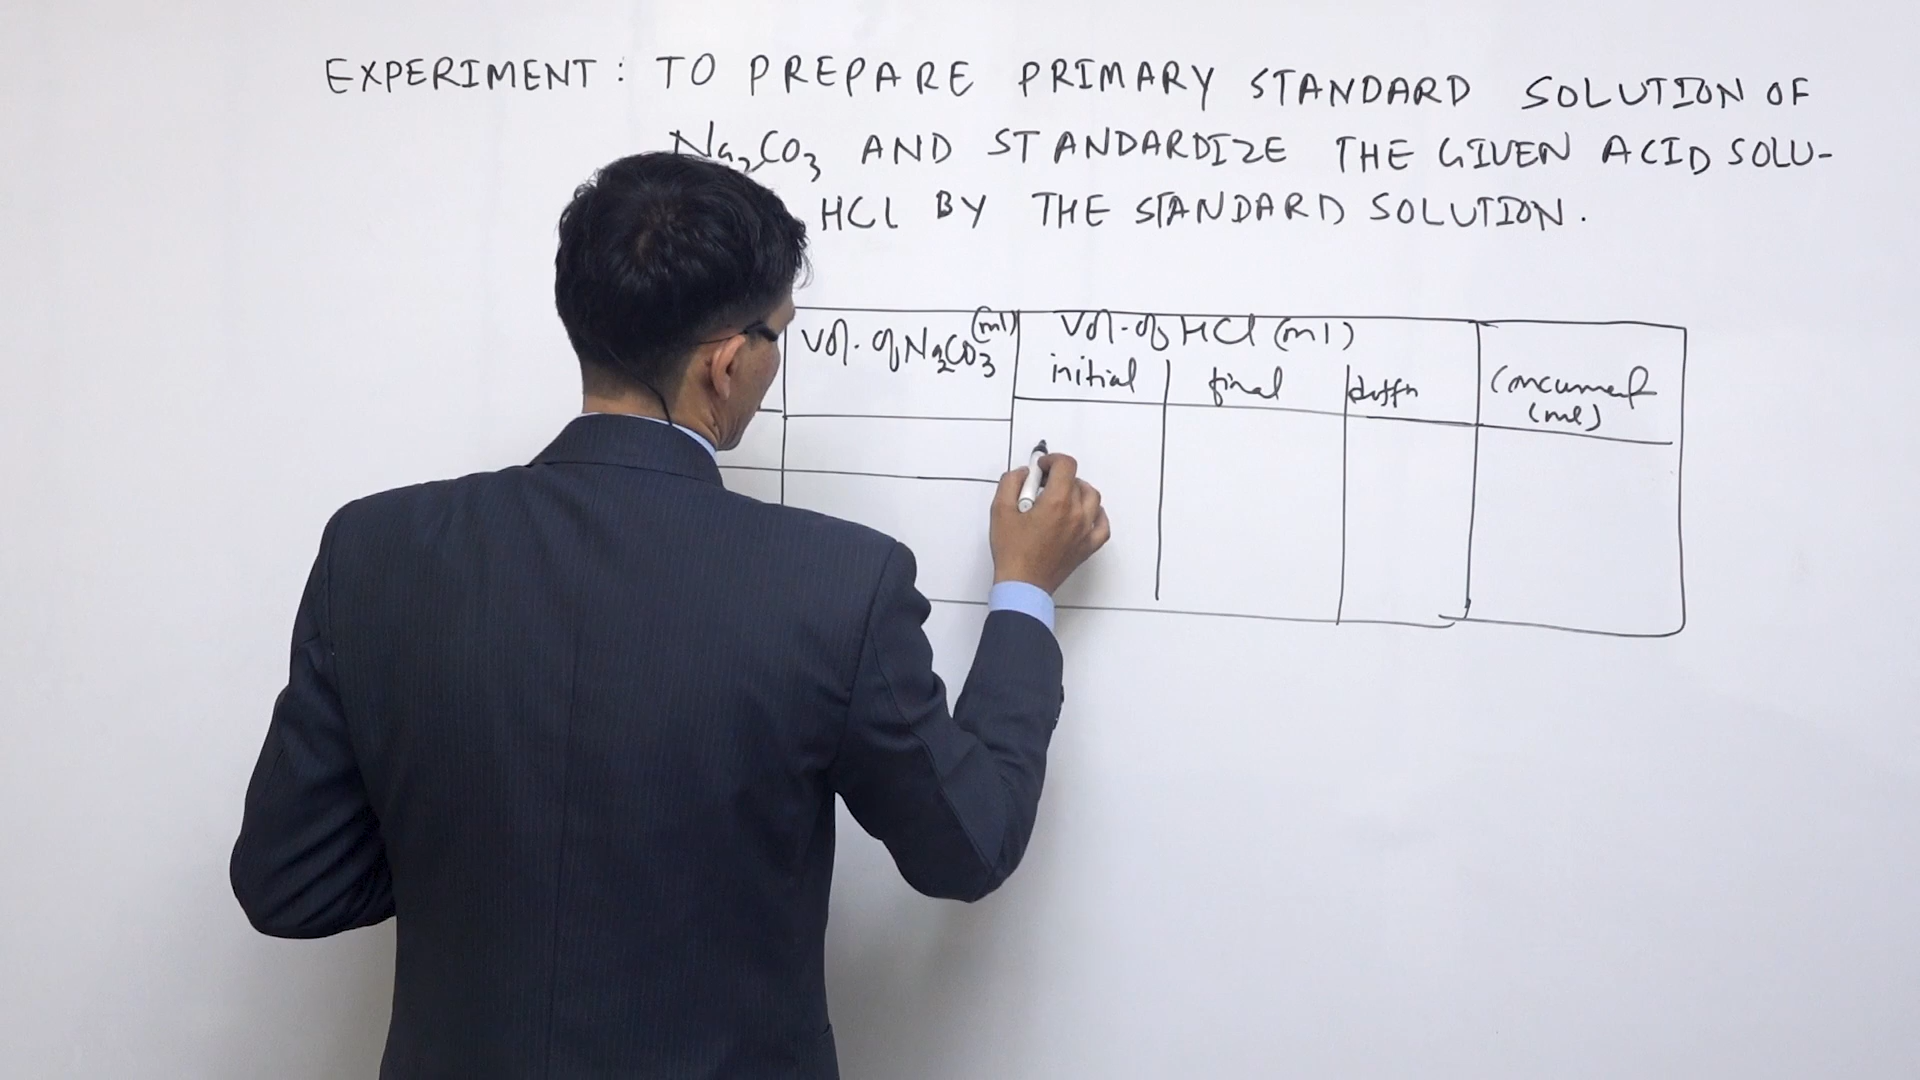 EXPERIMENT: TO PREPARE PRIMARY STANDARD SOLUTION OF
Na2CO3 AND STANDARDIZE THE GIVEN ACID SOLU-
HCl BY THE STANDARD SOLUTION.
Vol. of Na2CO3 (ml)
Vol. of HCl (ml)
initial final diffn
Concurrent (ml)